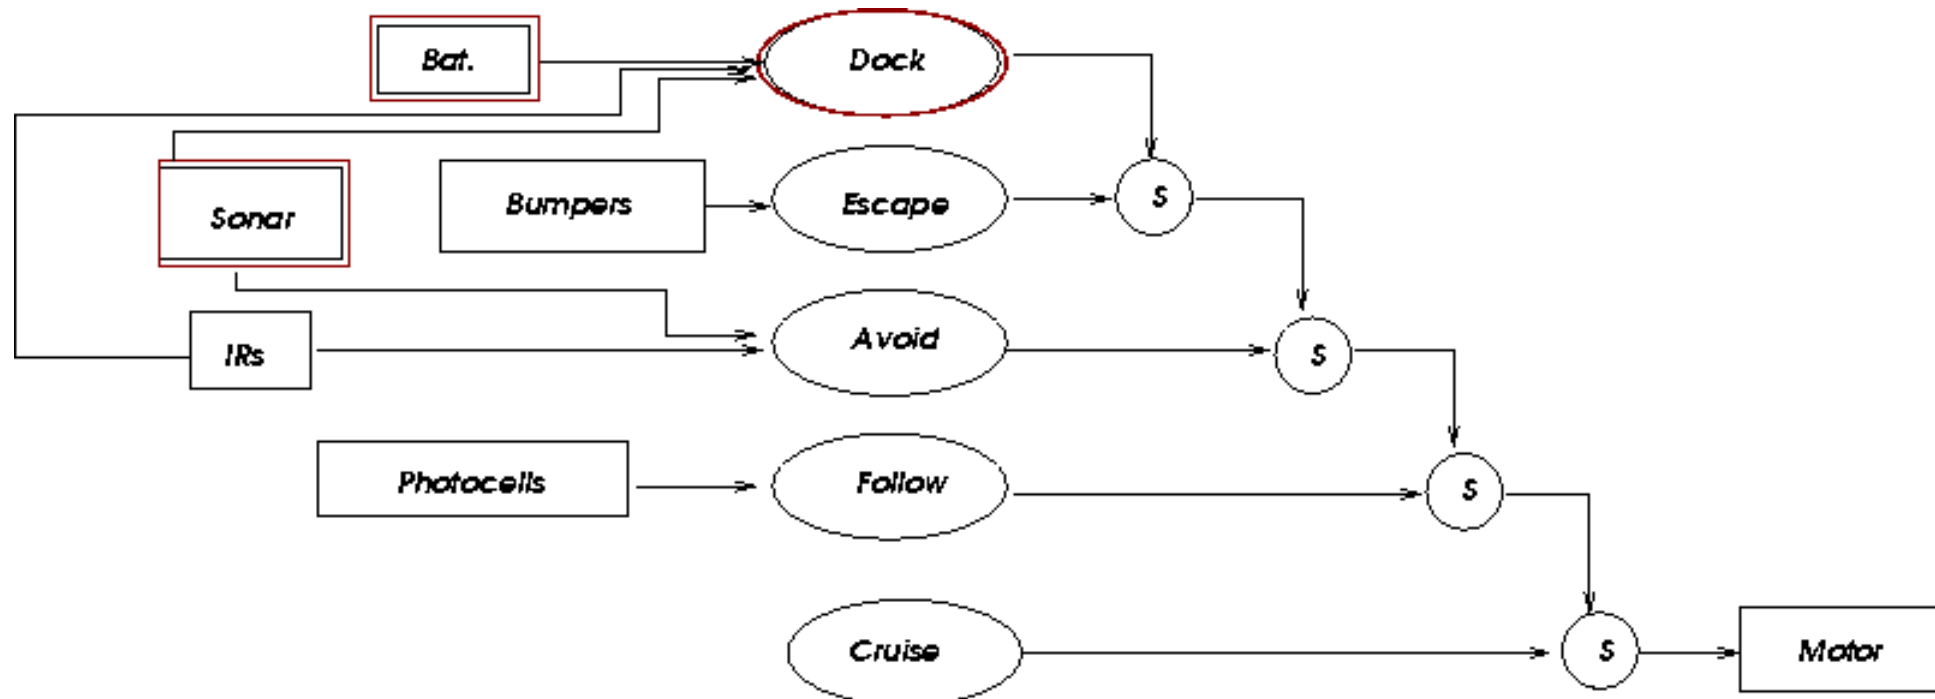 Bat.
Dock
Sonar
Bumpers
Escape
S
IRs
Avoid
S
Photocells
Follow
S
Cruise
S
Motor